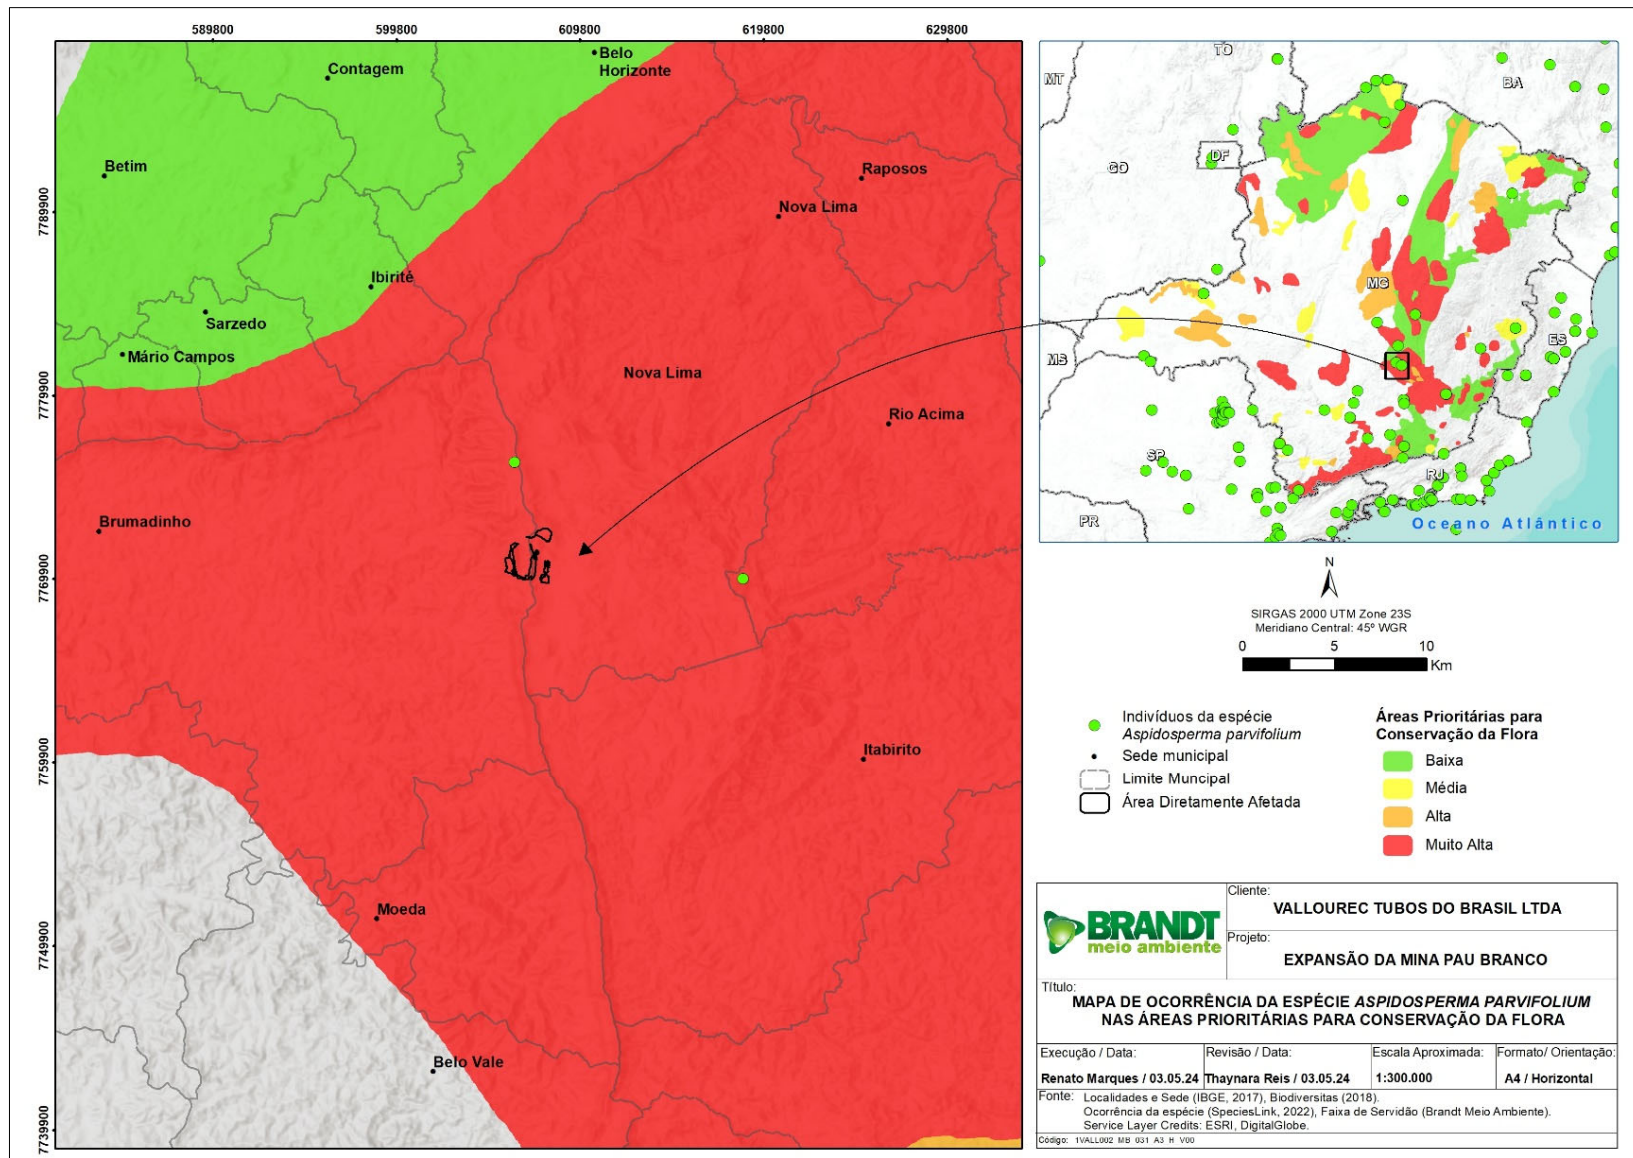 589800
599800
609800
619800
629800
7789900
7779900
7769900
7759900
7749900
7739900
Contagem
Belo
Horizonte
Betim
Raposos
Nova Lima
Ibirité
Sarzedo
Mário Campos
Nova Lima
Rio Acima
Brumadinho
Itabirito
Moeda
Belo Vale
TO
MT
BA
DF
GO
MG
MS
ES
SP
RJ
PR
Oceano Atlântico
N
SIRGAS 2000 UTM Zone 23S
Meridiano Central: 45º WGR
0 5 10
Km
Indivíduos da espécie
Aspidosperma parvifolium
Sede municipal
Limite Muncipal
Área Diretamente Afetada
Áreas Prioritárias para
Conservação da Flora
Baixa
Média
Alta
Muito Alta
BRANDT
meio ambiente
Cliente:
VALLOUREC TUBOS DO BRASIL LTDA
Projeto:
EXPANSÃO DA MINA PAU BRANCO
Título:
MAPA DE OCORRÊNCIA DA ESPÉCIE ASPIDOSPERMA PARVIFOLIUM
NAS ÁREAS PRIORITÁRIAS PARA CONSERVAÇÃO DA FLORA
Execução / Data:
Renato Marques / 03.05.24
Revisão / Data:
Thaynara Reis / 03.05.24
Escala Aproximada:
1:300.000
Formato/ Orientação:
A4 / Horizontal
Fonte: Localidades e Sede (IBGE, 2017), Biodiversitas (2018).
Ocorrência da espécie (SpeciesLink, 2022), Faixa de Servidão (Brandt Meio Ambiente).
Service Layer Credits: ESRI, DigitalGlobe.
Código: 1VALL002_MB_031_A3_H_V00